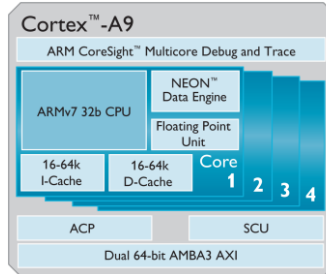 Cortex™-A9
ARM CoreSight™ Multicore Debug and Trace
ARMv7 32b CPU
NEON™
Data Engine
Floating Point
Unit
16-64k
I-Cache
16-64k
D-Cache
Core
1
2
3
4
ACP
SCU
Dual 64-bit AMBA3 AXI